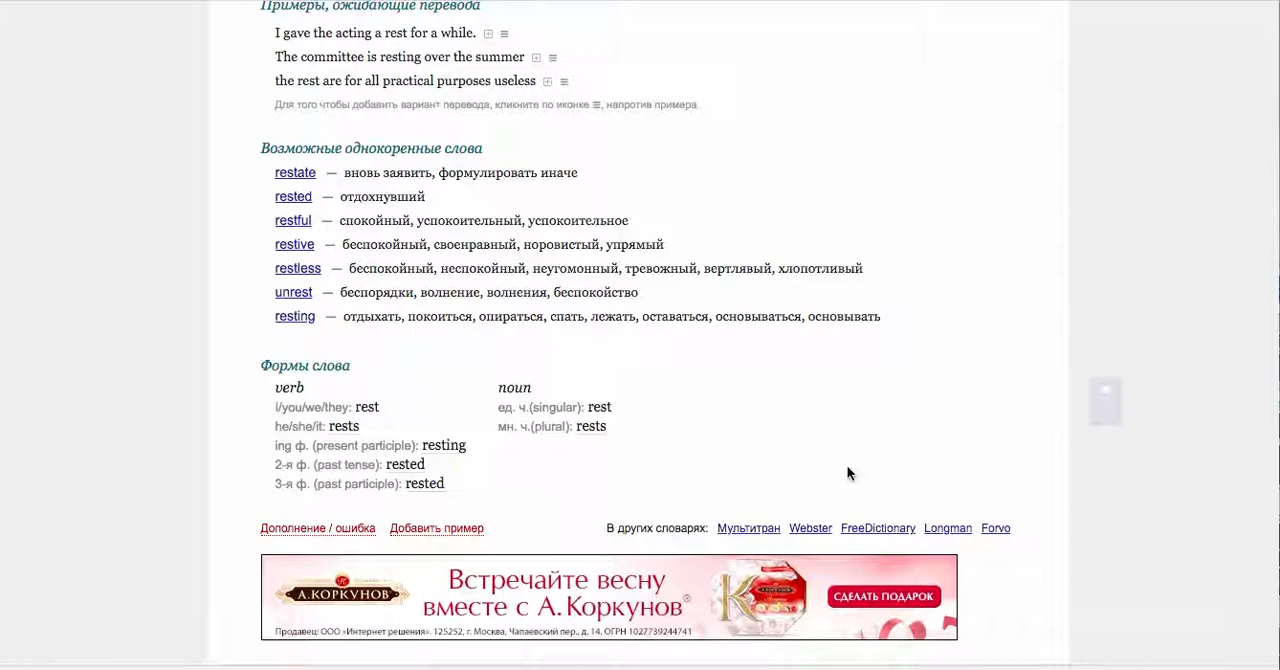 Примеры, ожидающие перевода
I gave the acting a rest for a while.
The committee is resting over the summer
the rest are for all practical purposes useless
Для того чтобы добавить вариант перевода, кликните по иконке ≡, напротив примера.
Возможные однокоренные слова
restate — вновь заявить, формулировать иначе
rested — отдохнувший
restful — спокойный, успокоительный, успокоительное
restive — беспокойный, своенравный, норовистый, упрямый
restless — беспокойный, неспокойный, неугомонный, тревожный, вертлявый, хлопотливый
unrest — беспорядки, волнение, волнения, беспокойство
resting — отдыхать, покоиться, опираться, спать, лежать, оставаться, основываться, основывать
Формы слова
verb
I/you/we/they: rest
he/she/it: rests
ing ф. (present participle): resting
2-я ф. (past tense): rested
3-я ф. (past participle): rested
noun
ед. ч.(singular): rest
мн. ч.(plural): rests
Дополнение / ошибка Добавить пример
В других словарях: Мультитран Webster FreeDictionary Longman Forvo
А.КОРКУНОВ
Встречайте весну
вместе с А.Коркунов®
СДЕЛАТЬ ПОДАРОК
Продавец: ООО «Интернет решения». 125252, г. Москва, Чапаевский пер., д. 14, ОГРН 1027739244741